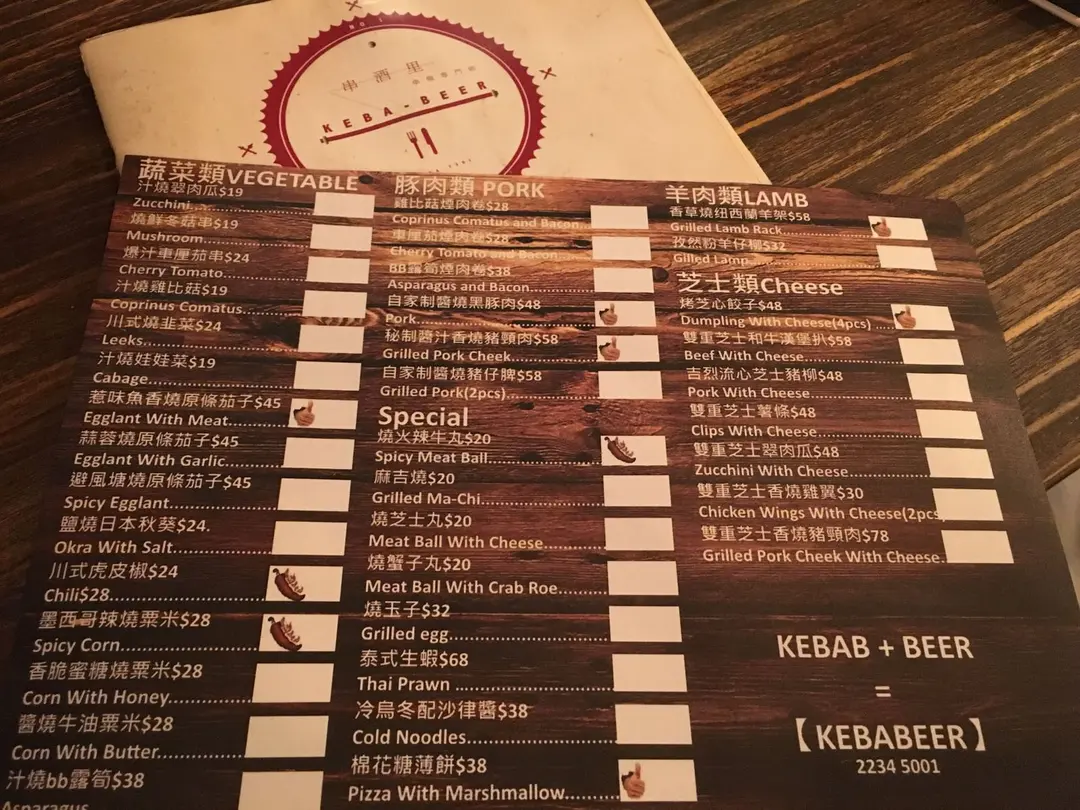 串酒里
KEBA-BEER
蔬菜類VEGETABLE
汁燒翠肉瓜$19
Zucchini
燒鮮冬菇串$19
Mushroom
爆汁車厘茄串$24
Cherry Tomato
汁燒雞比菇$19
Coprinus Comatus
川式燒韭菜$24
Leeks
汁燒娃娃菜$19
Cabage
惹味魚香燒原條茄子$45
Egglant With Meat
蒜蓉燒原條茄子$45
Egglant With Garlic
避風塘燒原條茄子$45
Spicy Egglant
鹽燒日本秋葵$24.
Okra With Salt
川式虎皮椒$24
Chili$28
墨西哥辣燒粟米$28
Spicy Corn
香脆蜜糖燒粟米$28
Corn With Honey
醬燒牛油粟米$28
Corn With Butter
汁燒bb露筍$38
Asparagus
豚肉類 PORK
雞比菇煙肉卷$28
Coprinus Comatus and Bacon
車厘茄煙肉卷$28
Cherry Tomato and Bacon
BB露筍煙肉卷$38
Asparagus and Bacon
自家制醬燒黑豚肉$48
Pork
秘制醬汁香燒豬頸肉$58
Grilled Pork Cheek
自家制醬燒豬仔脾$58
Grilled Pork(2pcs)
Special
燒火辣牛丸$20
Spicy Meat Ball
麻吉燒$20
Grilled Ma-Chi
燒芝士丸$20
Meat Ball With Cheese
燒蟹子丸$20
Meat Ball With Crab Roe
燒玉子$32
Grilled egg
泰式生蝦$68
Thai Prawn
冷烏冬配沙律醬$38
Cold Noodles
棉花糖薄餅$38
Pizza With Marshmallow
羊肉類LAMB
香草燒紐西蘭羊架$58
Grilled Lamb Rack
孜然粉羊仔柳$32
Gilled Lamp
芝士類Cheese
烤芝心餃子$48
Dumpling With Cheese(4pcs)
雙重芝士和牛漢堡扒$58
Beef With Cheese
吉烈流心芝士豬柳$48
Pork With Cheese
雙重芝士薯條$48
Clips With Cheese
雙重芝士翠肉瓜$48
Zucchini With Cheese
雙重芝士香燒雞翼$30
Chicken Wings With Cheese(2pcs
雙重芝士香燒豬頸肉$78
Grilled Pork Cheek With Cheese
KEBAB + BEER
=
【KEBABEER】
2234 5001